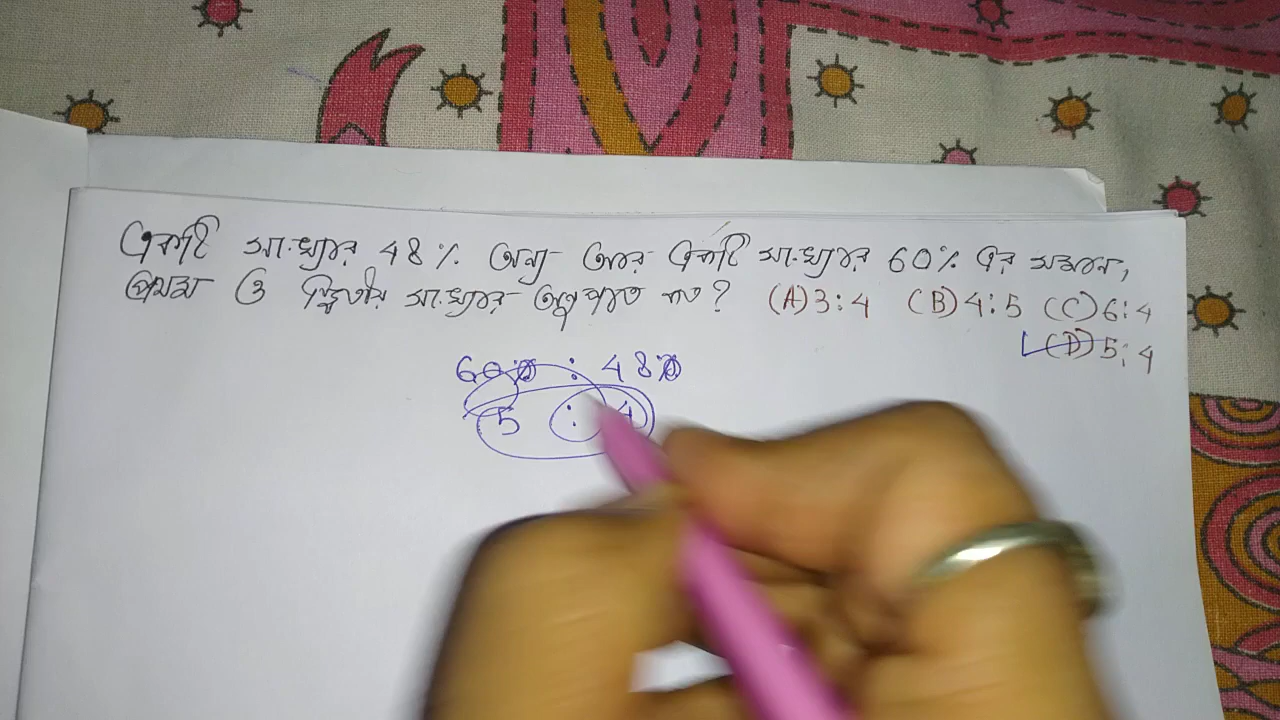 একটি সংখ্যার 48% অন্য আর একটি সংখ্যার 60% এর সমান,
প্রথম ও দ্বিতীয় সংখ্যার অনুপাত কত? (A) 3:4 (B) 4:5 (C) 6:4
(D) 5:4
60% : 48%
5 : 4